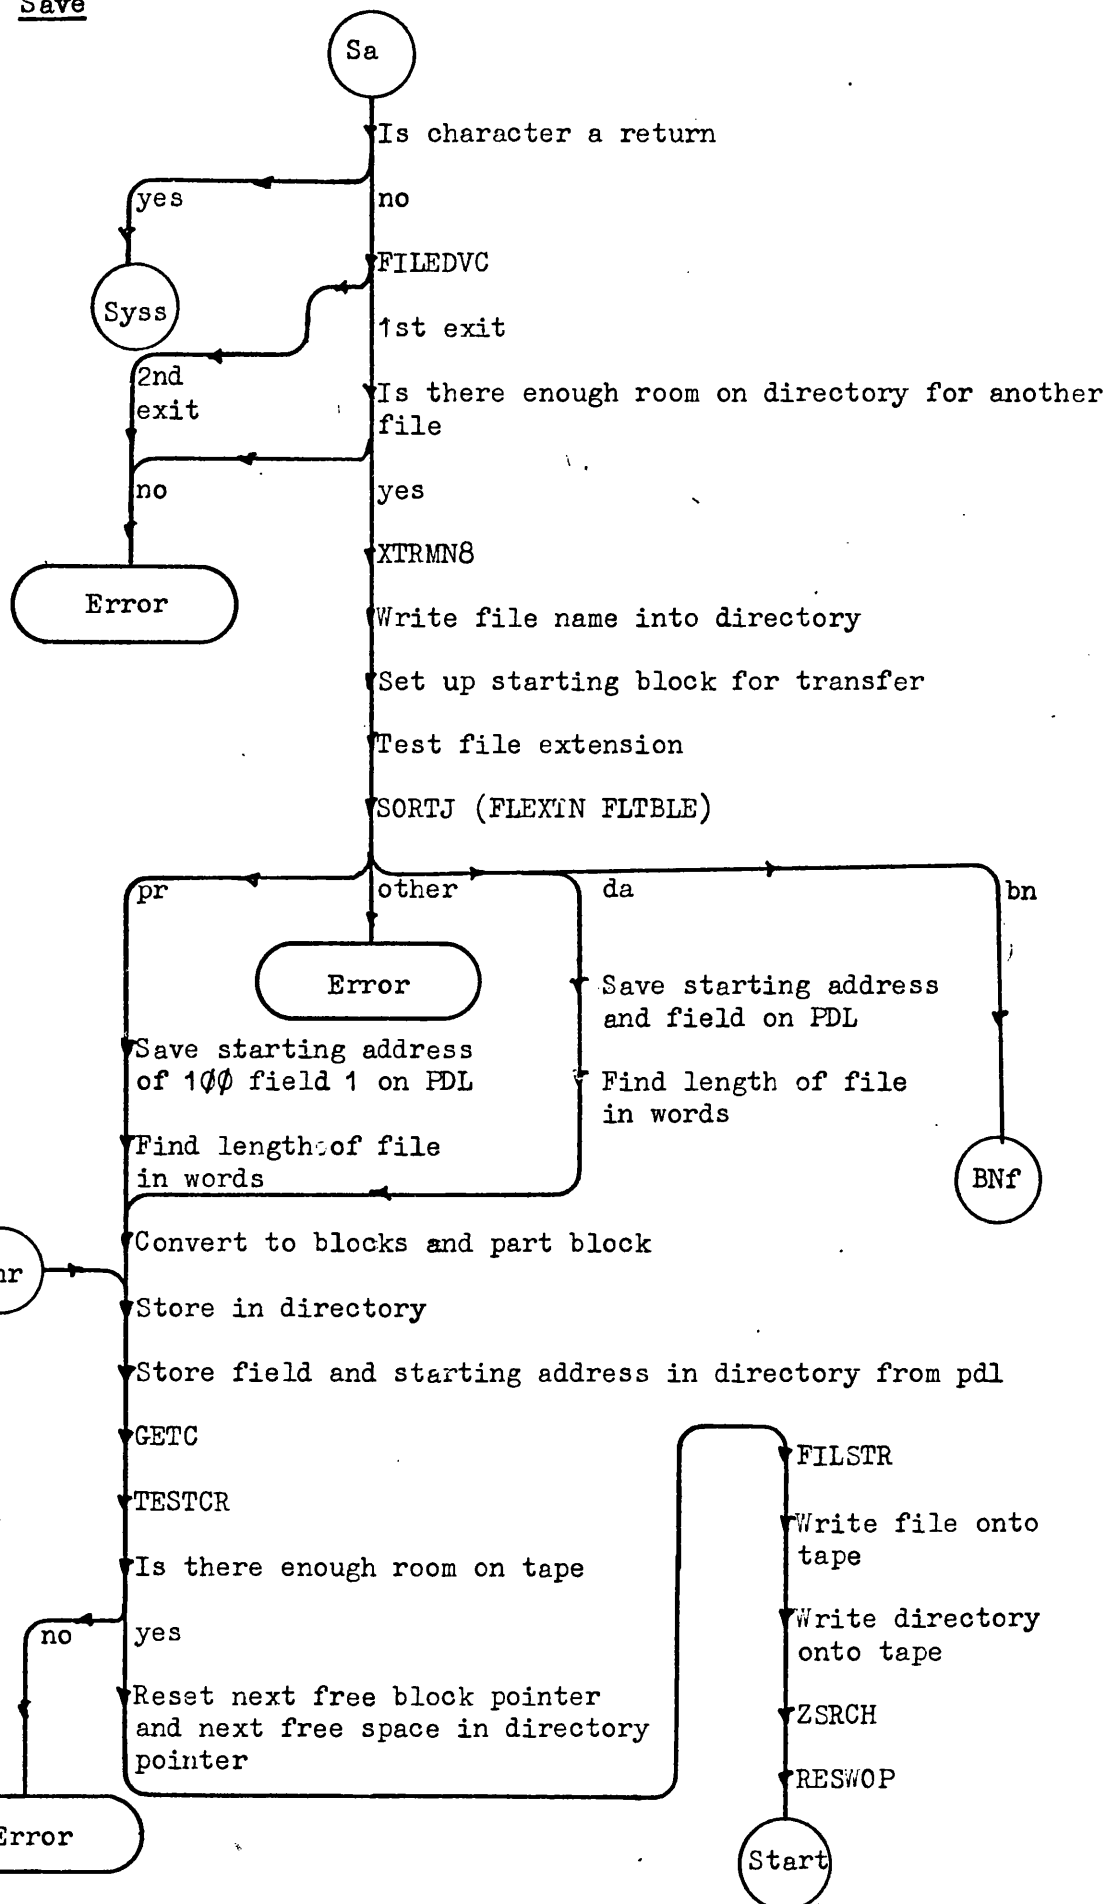 Save
Sa
Is character a return
yes
no
FILEDVC
Syss
1st exit
2nd
exit
Is there enough room on directory for another
file
no
yes
XTRMN8
Error
Write file name into directory
Set up starting block for transfer
Test file extension
SORTJ (FLEXTN FLTBLE)
pr
other
da
bn
Error
Save starting address
and field on PDL
Save starting address
of 1ØØ field 1 on PDL
Find length of file
in words
Find length of file
in words
BNf
Convert to blocks and part block
Store in directory
Store field and starting address in directory from pdl
GETC
TESTCR
Is there enough room on tape
no
yes
Reset next free block pointer
and next free space in directory
pointer
Error
FILSTR
Write file onto
tape
Write directory
onto tape
ZSRCH
RESWOP
Start